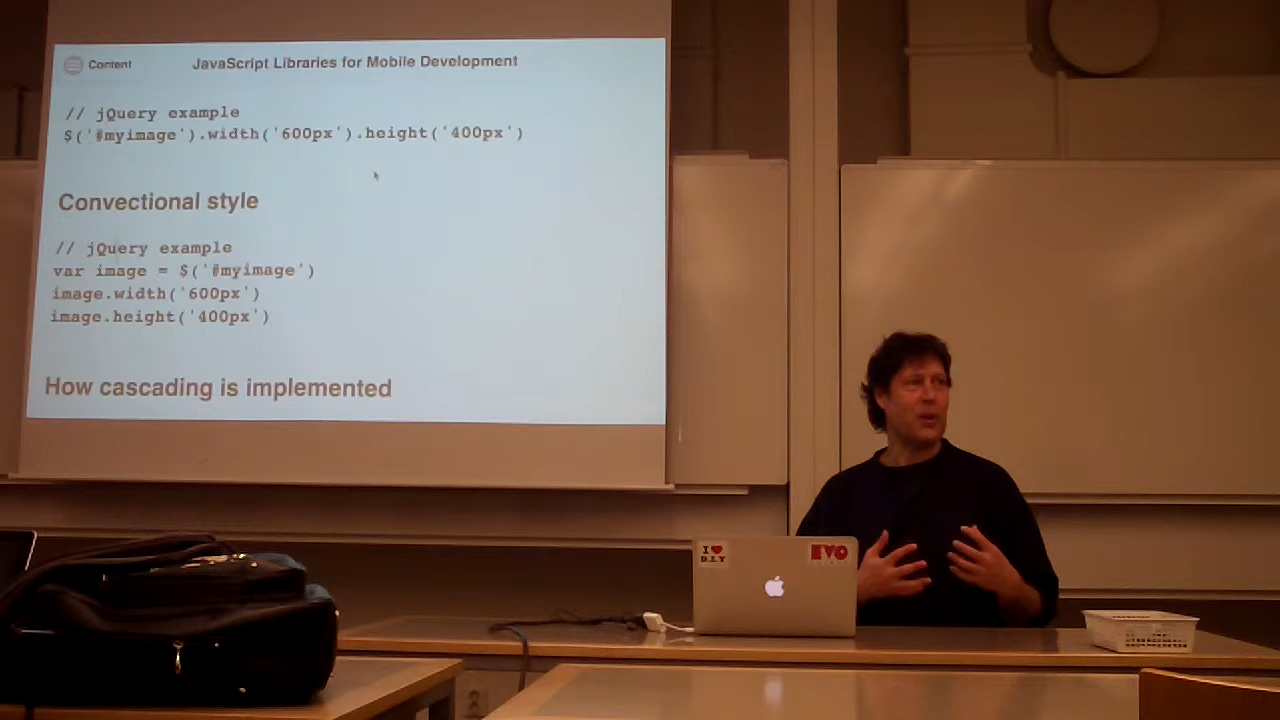 Content
JavaScript Libraries for Mobile Development
// jQuery example
$('#myimage').width('600px').height('400px')
Convectional style
// jQuery example
var image = $('#myimage')
image.width('600px')
image.height('400px')
How cascading is implemented
I ❤ 
D.I.Y
EVO